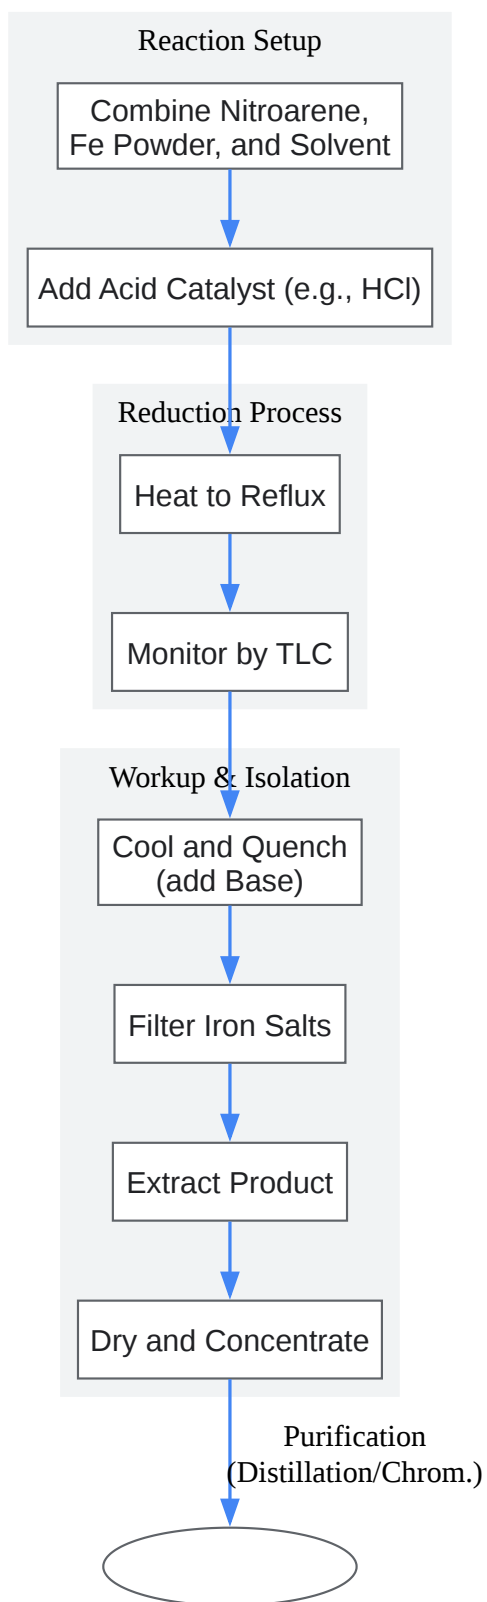 Reaction Setup
Combine Nitroarene,
Fe Powder, and Solvent
Add Acid Catalyst (e.g., HCl)
Reduction Process
Heat to Reflux
Monitor by TLC
Workup & Isolation
Cool and Quench
(add Base)
Filter Iron Salts
Extract Product
Dry and Concentrate
Purification
(Distillation/Chrom.)